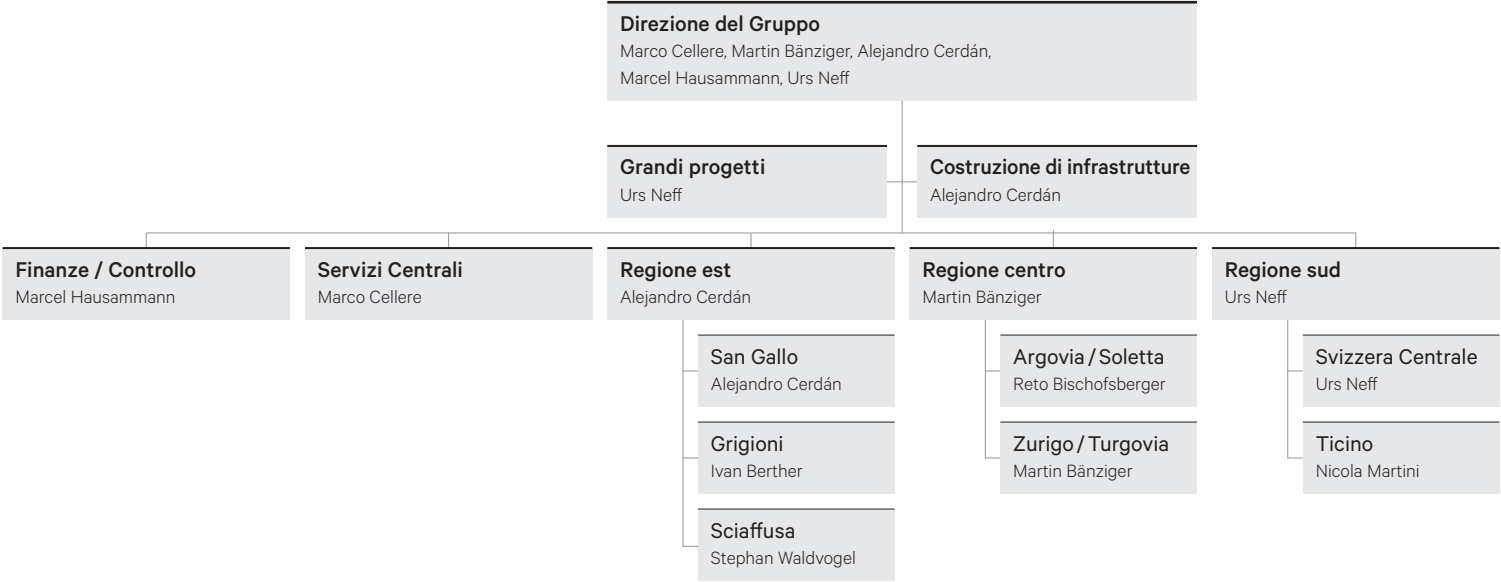 Direzione del Gruppo
Marco Cellere, Martin Bänziger, Alejandro Cerdán,
Marcel Hausammann, Urs Neff
Grandi progetti
Urs Neff
Costruzione di infrastrutture
Alejandro Cerdán
Finanze / Controllo
Marcel Hausammann
Servizi Centrali
Marco Cellere
Regione est
Alejandro Cerdán
San Gallo
Alejandro Cerdán
Grigioni
Ivan Berther
Sciaffusa
Stephan Waldvogel
Regione centro
Martin Bänziger
Argovia / Soletta
Reto Bischofsberger
Zurigo / Turgovia
Martin Bänziger
Regione sud
Urs Neff
Svizzera Centrale
Urs Neff
Ticino
Nicola Martini